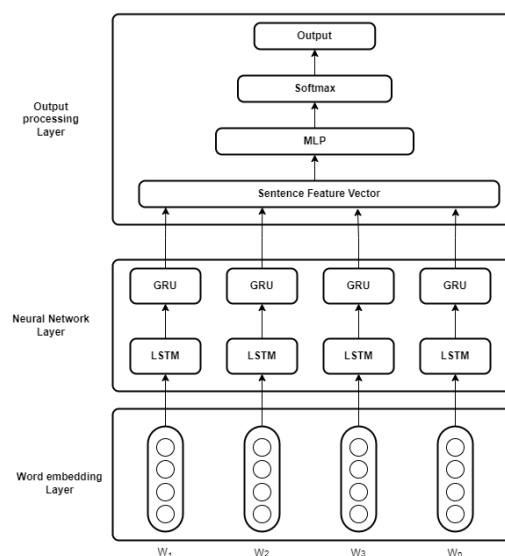 Output
Softmax
Output
processing
Layer
MLP
Sentence Feature Vector
GRU GRU GRU GRU
Neural Network
Layer
LSTM LSTM LSTM LSTM
Word embedding
Layer
W1 W2 W3 Wn